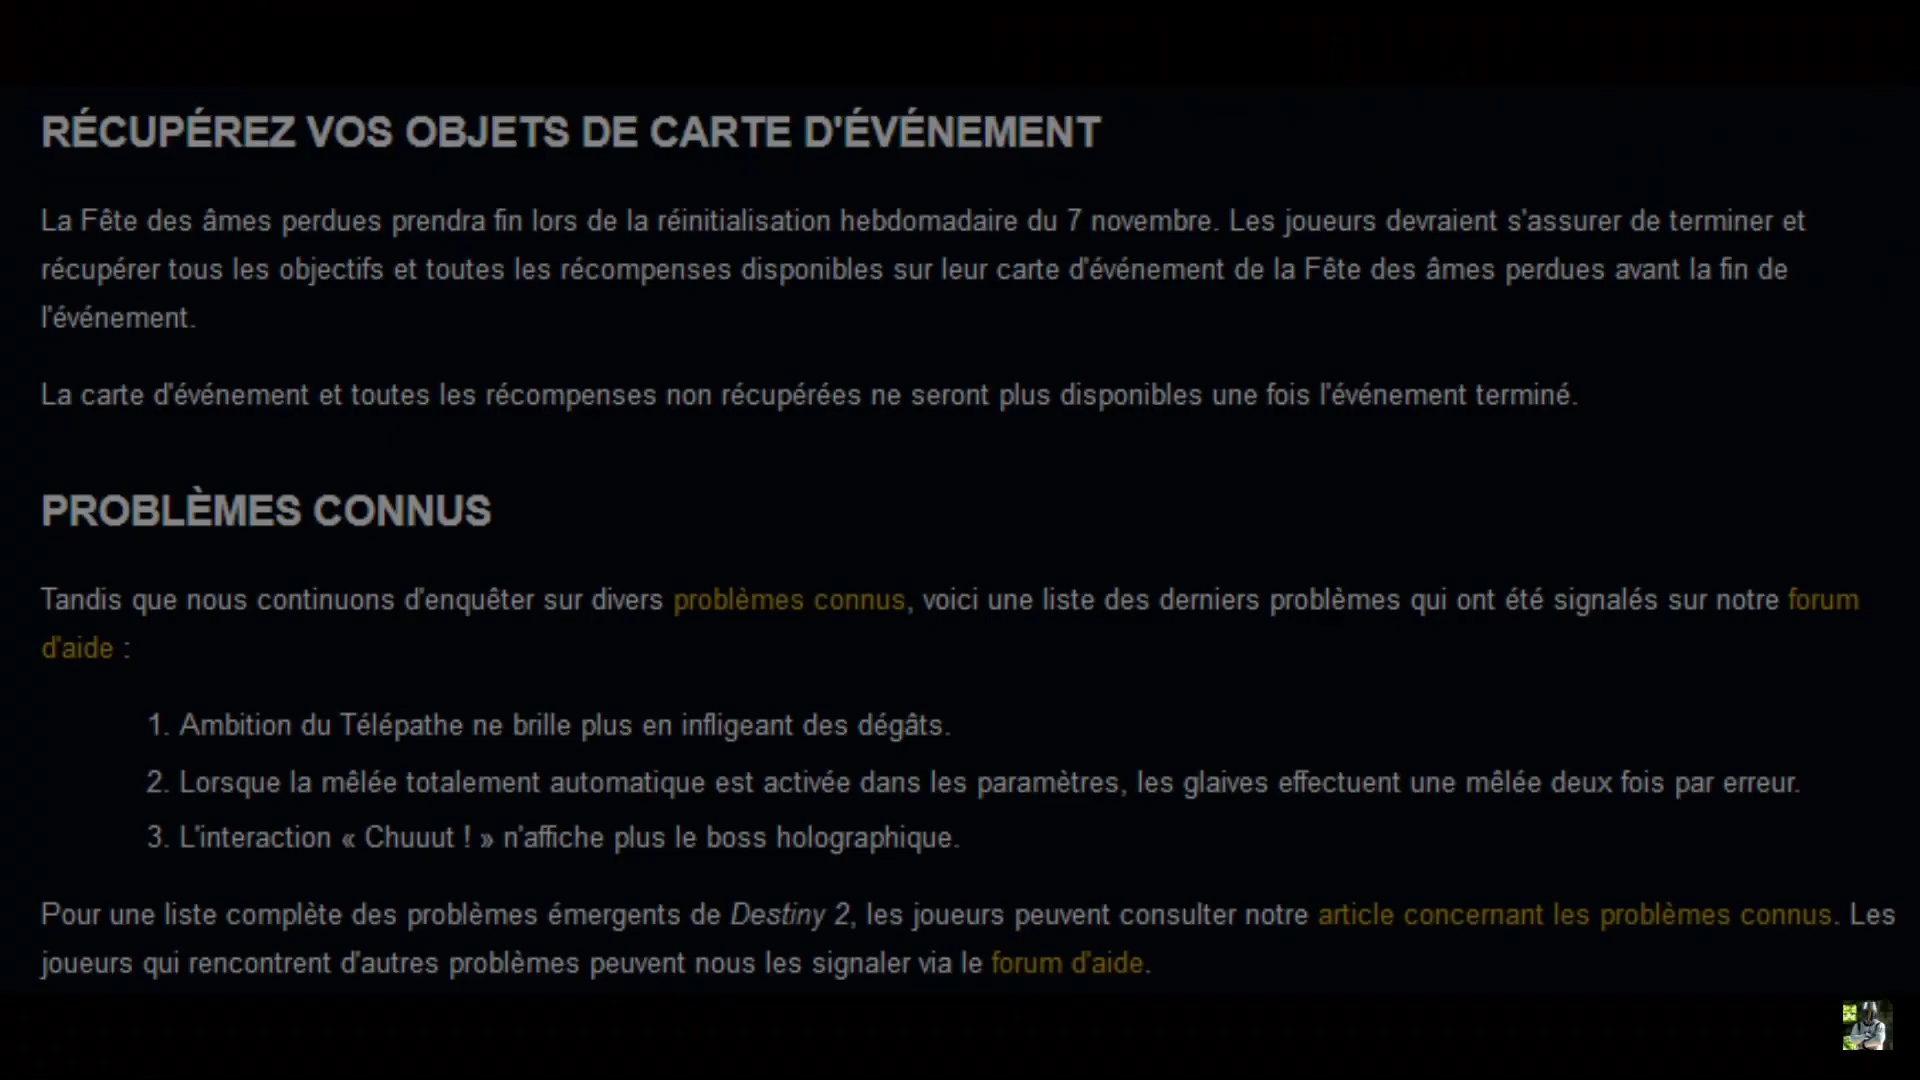 RÉCUPÉREZ VOS OBJETS DE CARTE D'ÉVÉNEMENT
La Fête des âmes perdues prendra fin lors de la réinitialisation hebdomadaire du 7 novembre. Les joueurs devraient s'assurer de terminer et
récupérer tous les objectifs et toutes les récompenses disponibles sur leur carte d'événement de la Fête des âmes perdues avant la fin de
l'événement.
La carte d'événement et toutes les récompenses non récupérées ne seront plus disponibles une fois l'événement terminé.
PROBLÈMES CONNUS
Tandis que nous continuons d'enquêter sur divers problèmes connus, voici une liste des derniers problèmes qui ont été signalés sur notre forum
d'aide :
1. Ambition du Télépathe ne brille plus en infligeant des dégâts.
2. Lorsque la mêlée totalement automatique est activée dans les paramètres, les glaives effectuent une mêlée deux fois par erreur.
3. L'interaction « Chuuut ! » n'affiche plus le boss holographique.
Pour une liste complète des problèmes émergents de Destiny 2, les joueurs peuvent consulter notre article concernant les problèmes connus. Les
joueurs qui rencontrent d'autres problèmes peuvent nous les signaler via le forum d'aide.